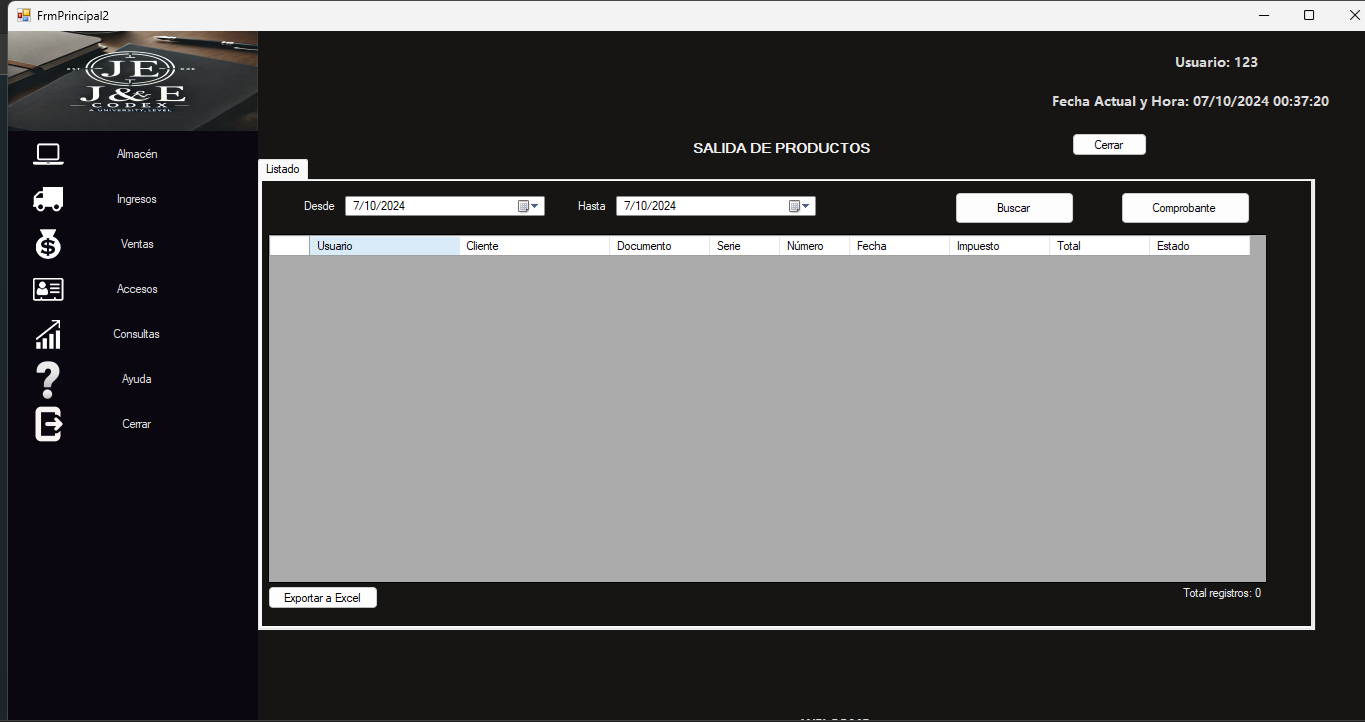 FrmPrincipal2
JE
J&E
CODEX
A UNIVERSITY LEVEL
Almacén
Ingresos
Ventas
Accesos
Consultas
Ayuda
Cerrar
Usuario: 123
Fecha Actual y Hora: 07/10/2024 00:37:20
SALIDA DE PRODUCTOS
Cerrar
Listado
Desde 7/10/2024 Hasta 7/10/2024 Buscar Comprobante
Usuario Cliente Documento Serie Número Fecha Impuesto Total Estado
Exportar a Excel
Total registros: 0